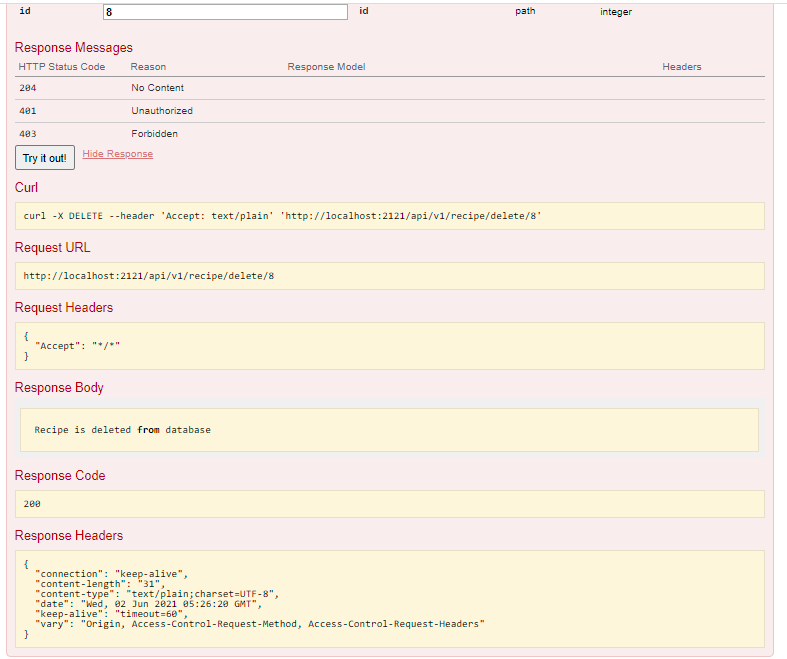 id 8 id path integer
Response Messages
HTTP Status Code Reason Response Model Headers
204 No Content
401 Unauthorized
403 Forbidden
Try it out! Hide Response
Curl
curl -X DELETE --header 'Accept: text/plain' 'http://localhost:2121/api/v1/recipe/delete/8'
Request URL
http://localhost:2121/api/v1/recipe/delete/8
Request Headers
{
"Accept": "*/*"
}
Response Body
Recipe is deleted from database
Response Code
200
Response Headers
{
"connection": "keep-alive",
"content-length": "31",
"content-type": "text/plain;charset=UTF-8",
"date": "Wed, 02 Jun 2021 05:26:20 GMT",
"keep-alive": "timeout=60",
"vary": "Origin, Access-Control-Request-Method, Access-Control-Request-Headers"
}